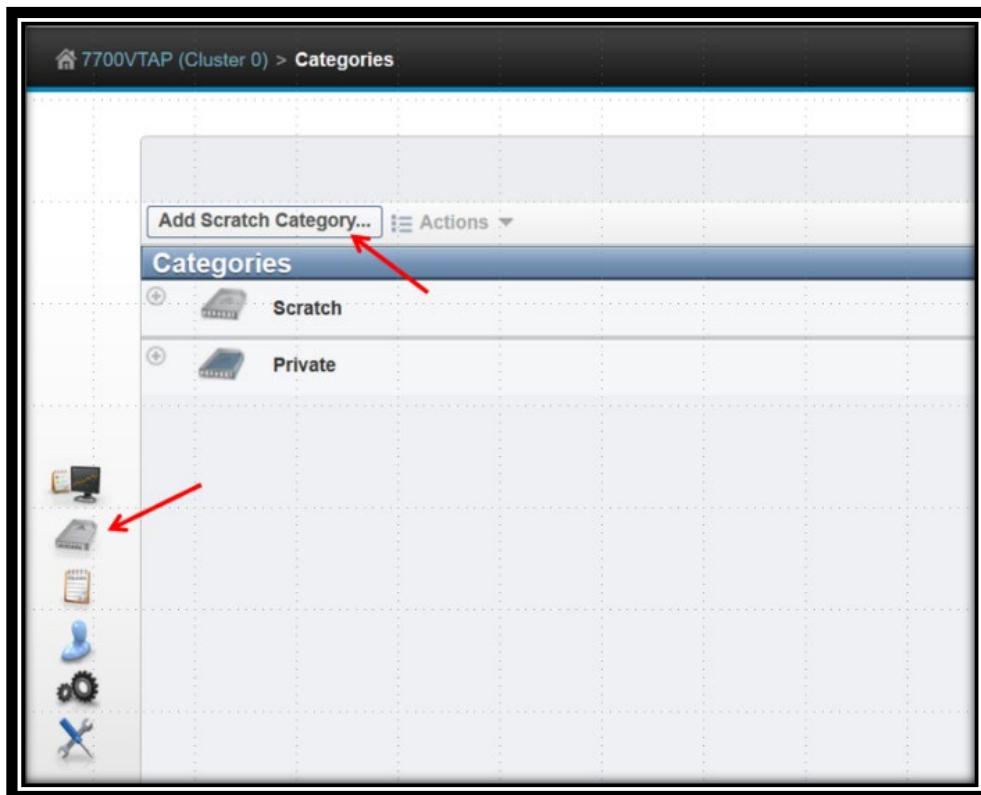 7700VTAP (Cluster 0) > Categories
Add Scratch Category... Actions
Categories
Scratch
Private